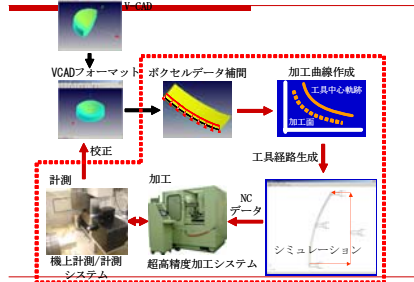 V-CAD
VCADフォーマット
ボクセルデータ補間
加工曲線作成
工具中心軌跡
加工面
校正
工具経路生成
計測
加工
NC
データ
シミュレーション
機上計測/計測
システム
超高精度加工システム